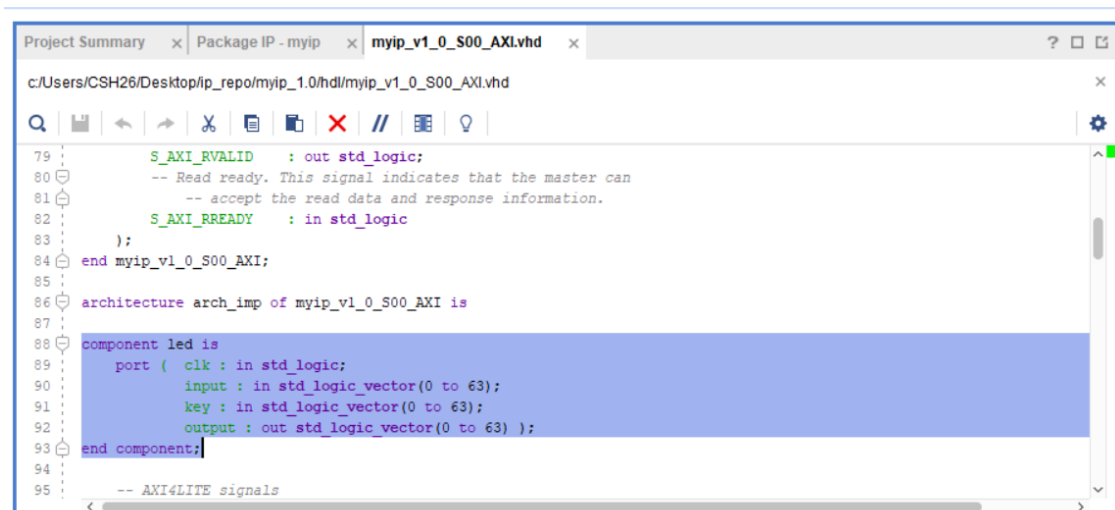 Project Summary × Package IP - myip × myip_v1_0_S00_AXI.vhd × ?
c:/Users/CSH26/Desktop/ip_repo/myip_1.0/hdl/myip_v1_0_S00_AXI.vhd ×
79 S_AXI_RVALID : out std_logic;
80 -- Read ready. This signal indicates that the master can
81 -- accept the read data and response information.
82 S_AXI_RREADY : in std_logic
83 );
84 end myip_v1_0_S00_AXI;
85
86 architecture arch_imp of myip_v1_0_S00_AXI is
87
88 component led is
89 port ( clk : in std_logic;
90 input : in std_logic_vector(0 to 63);
91 key : in std_logic_vector(0 to 63);
92 output : out std_logic_vector(0 to 63) );
93 end component;
94
95 -- AXI4LITE signals